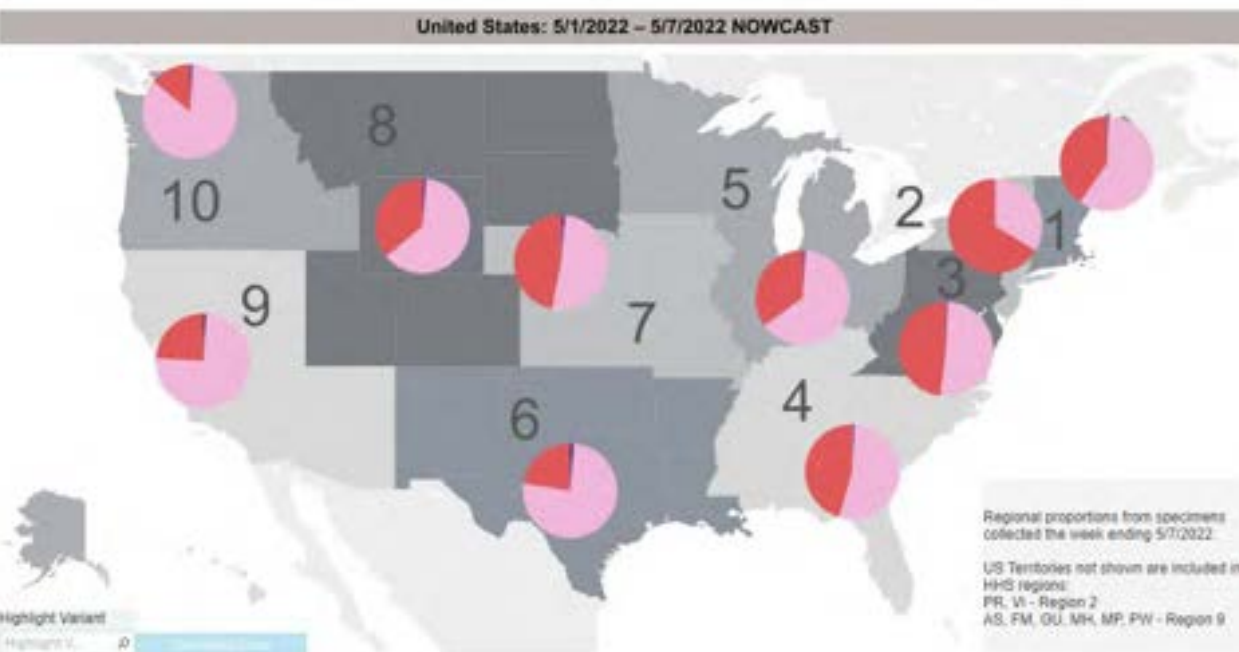 United States: 5/1/2022 – 5/7/2022 NOWCAST
8
10
5
2
1
3
9
7
6
4
Regional proportions from specimens
collected the week ending 5/7/2022
US Territories not shown are included in
HHS regions:
PR, VI - Region 2
AS, FM, GU, MH, MP, PW - Region 9
Highlight Variant
Highlight V...